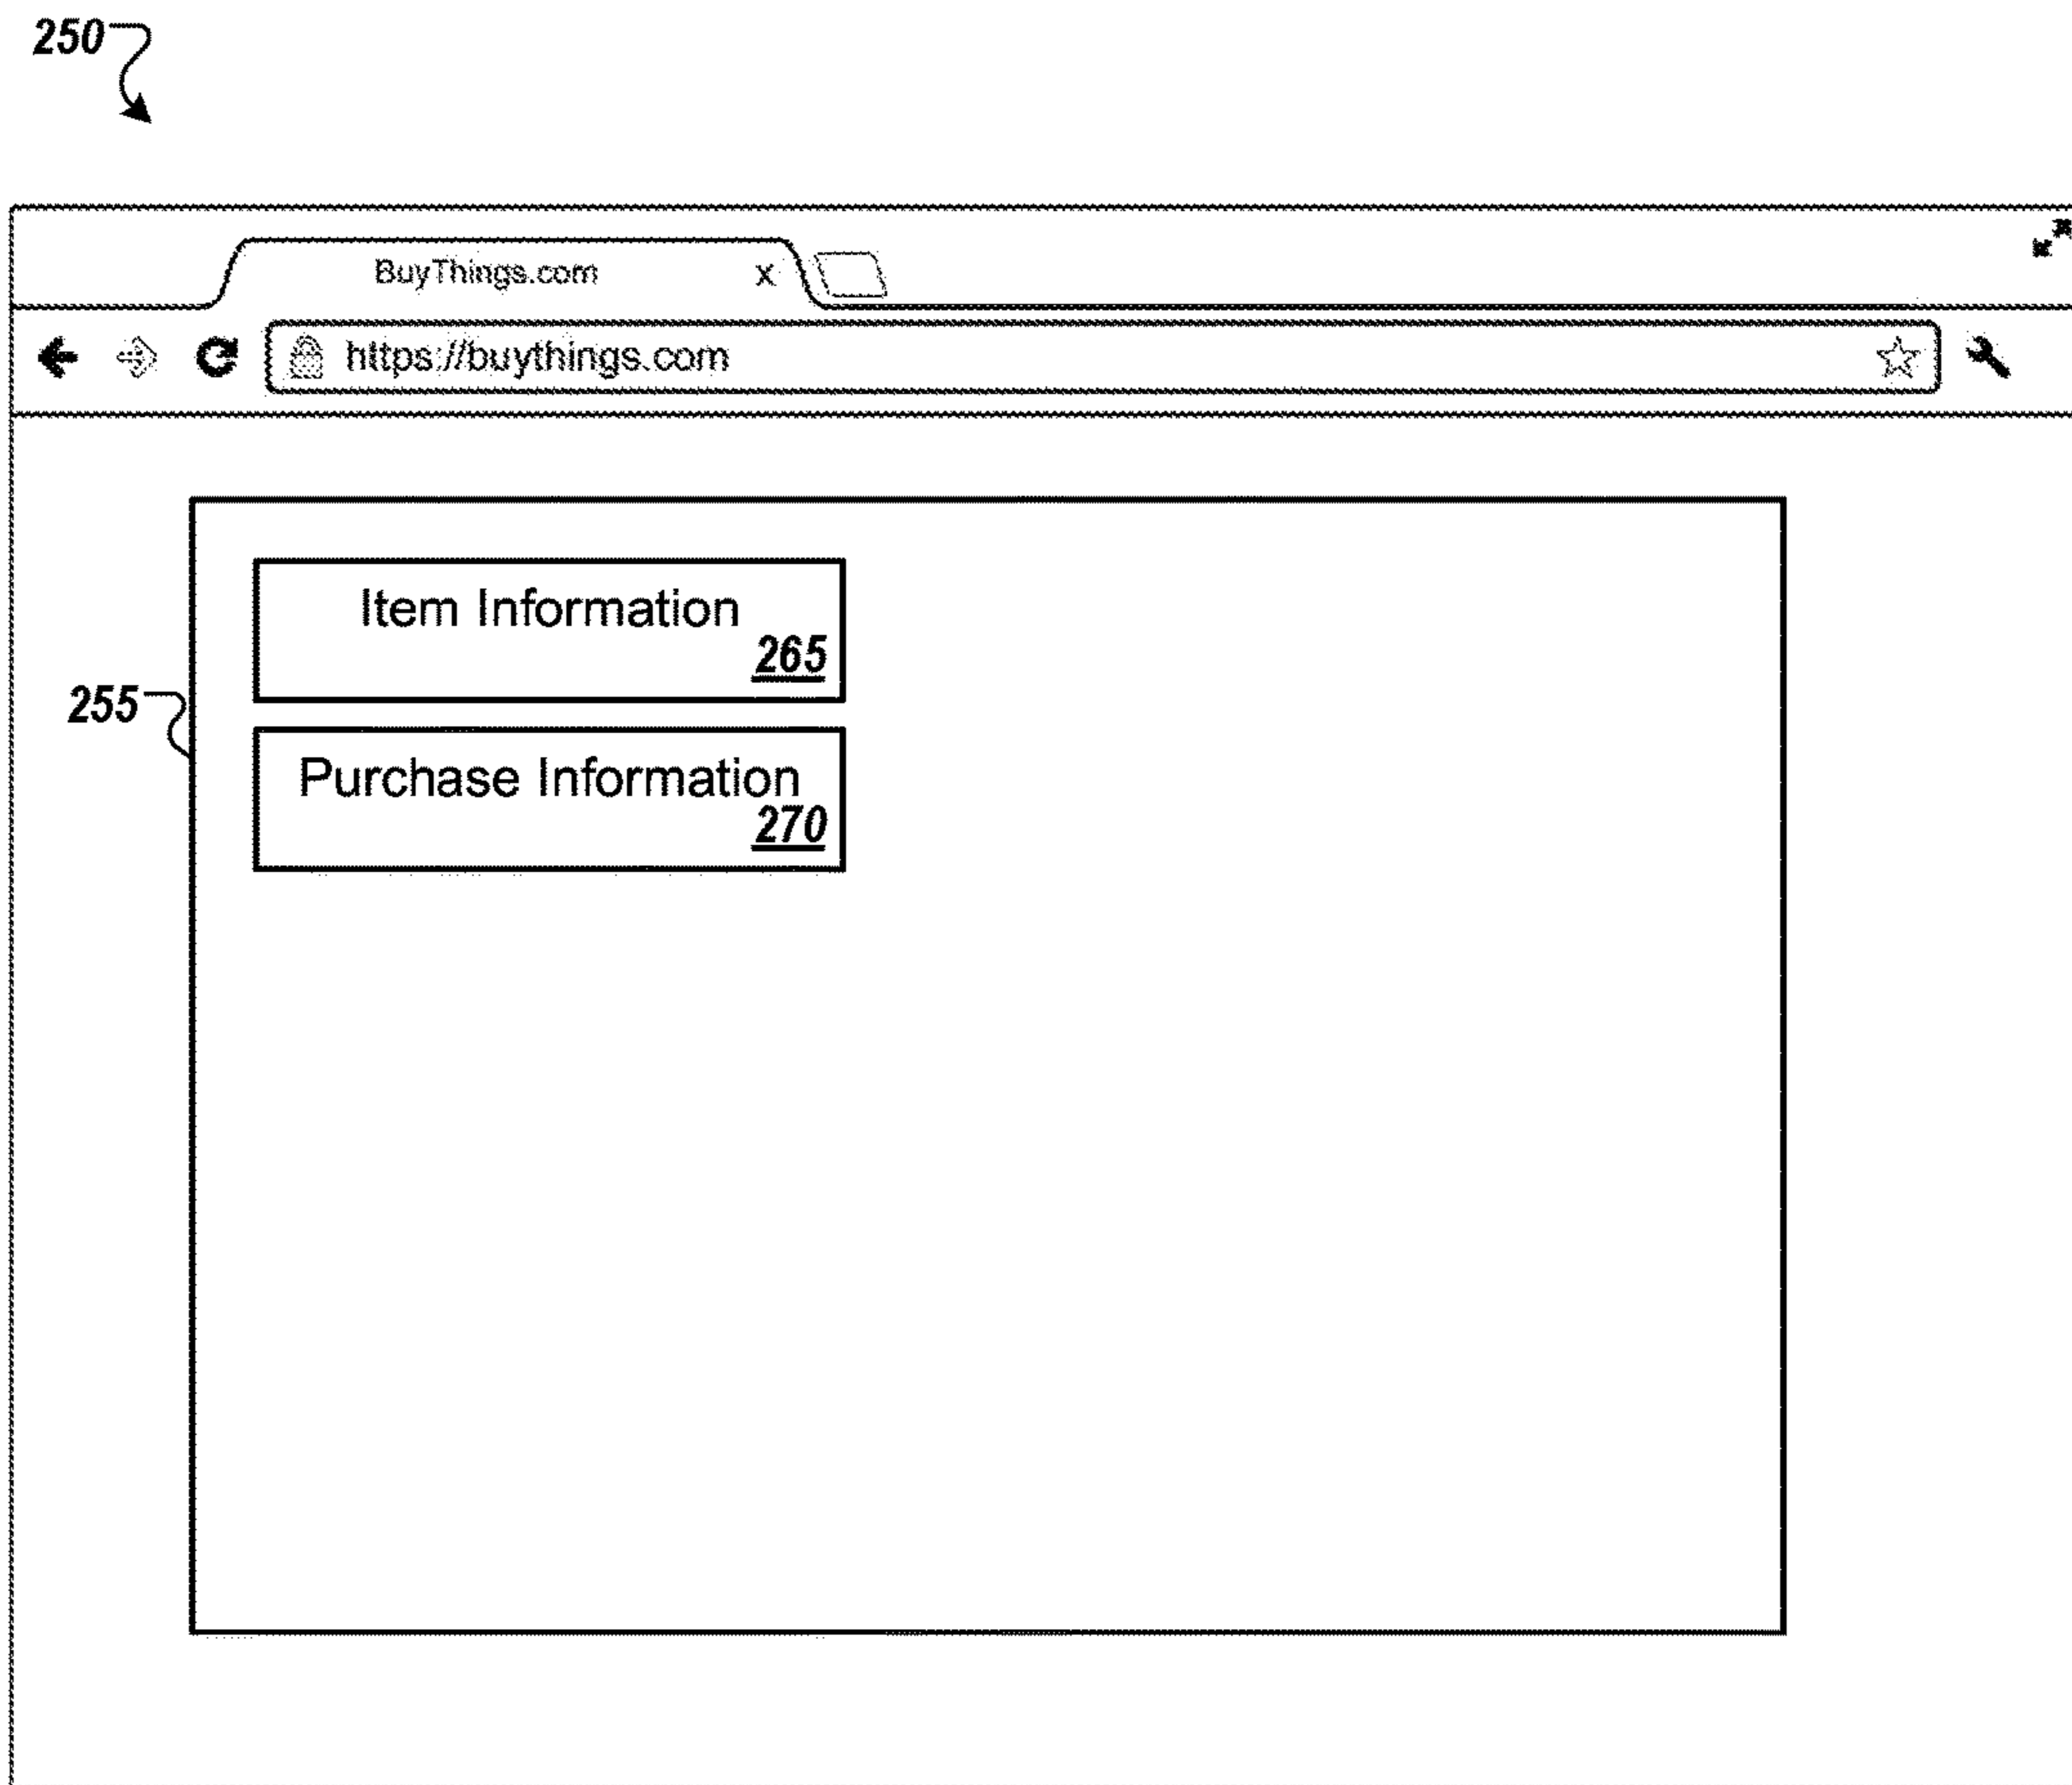 250
BuyThings.com x
https://buythings.com
Item Information
265
255
Purchase Information
270